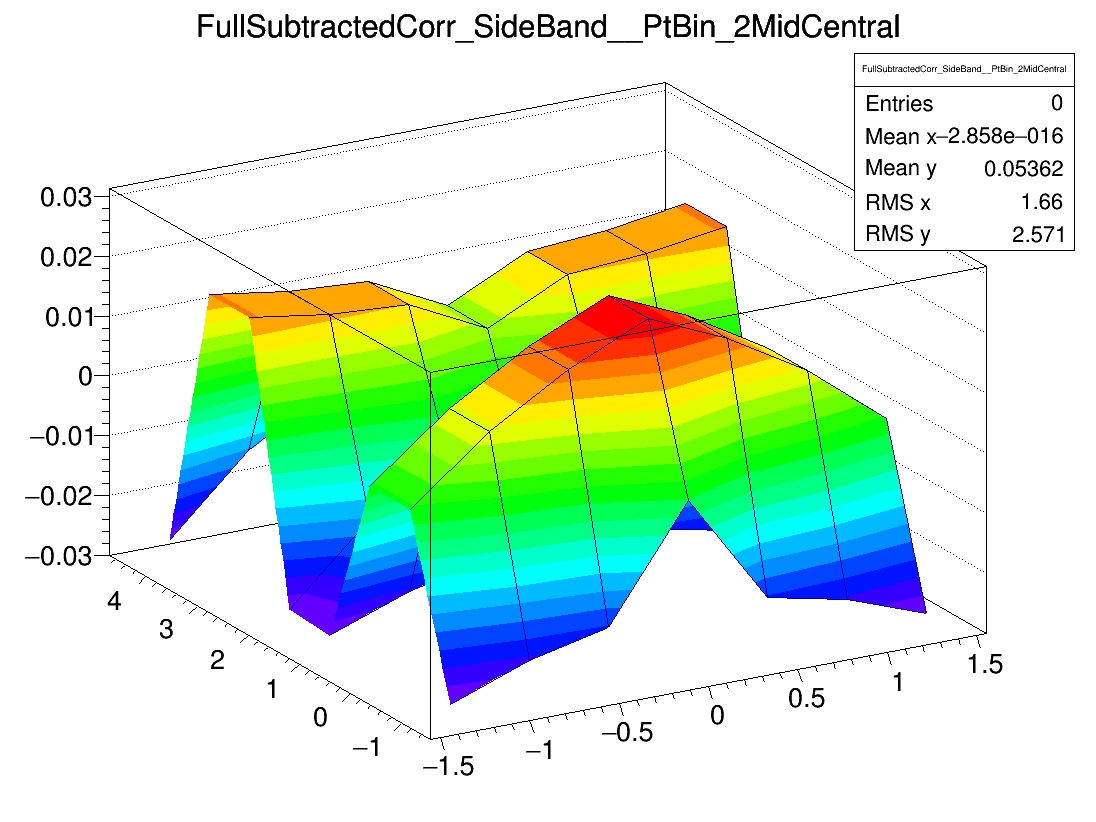 FullSubtractedCorr_SideBand__PtBin_2MidCentral
FullSubtractedCorr_SideBand__PtBin_2MidCentral
Entries 0
Mean x −2.858e−016
Mean y 0.05362
RMS x 1.66
RMS y 2.571
0.03
0.02
0.01
0
−0.01
−0.02
−0.03
4
3
2
1
0
−1
−1.5
−1
−0.5
0
0.5
1
1.5